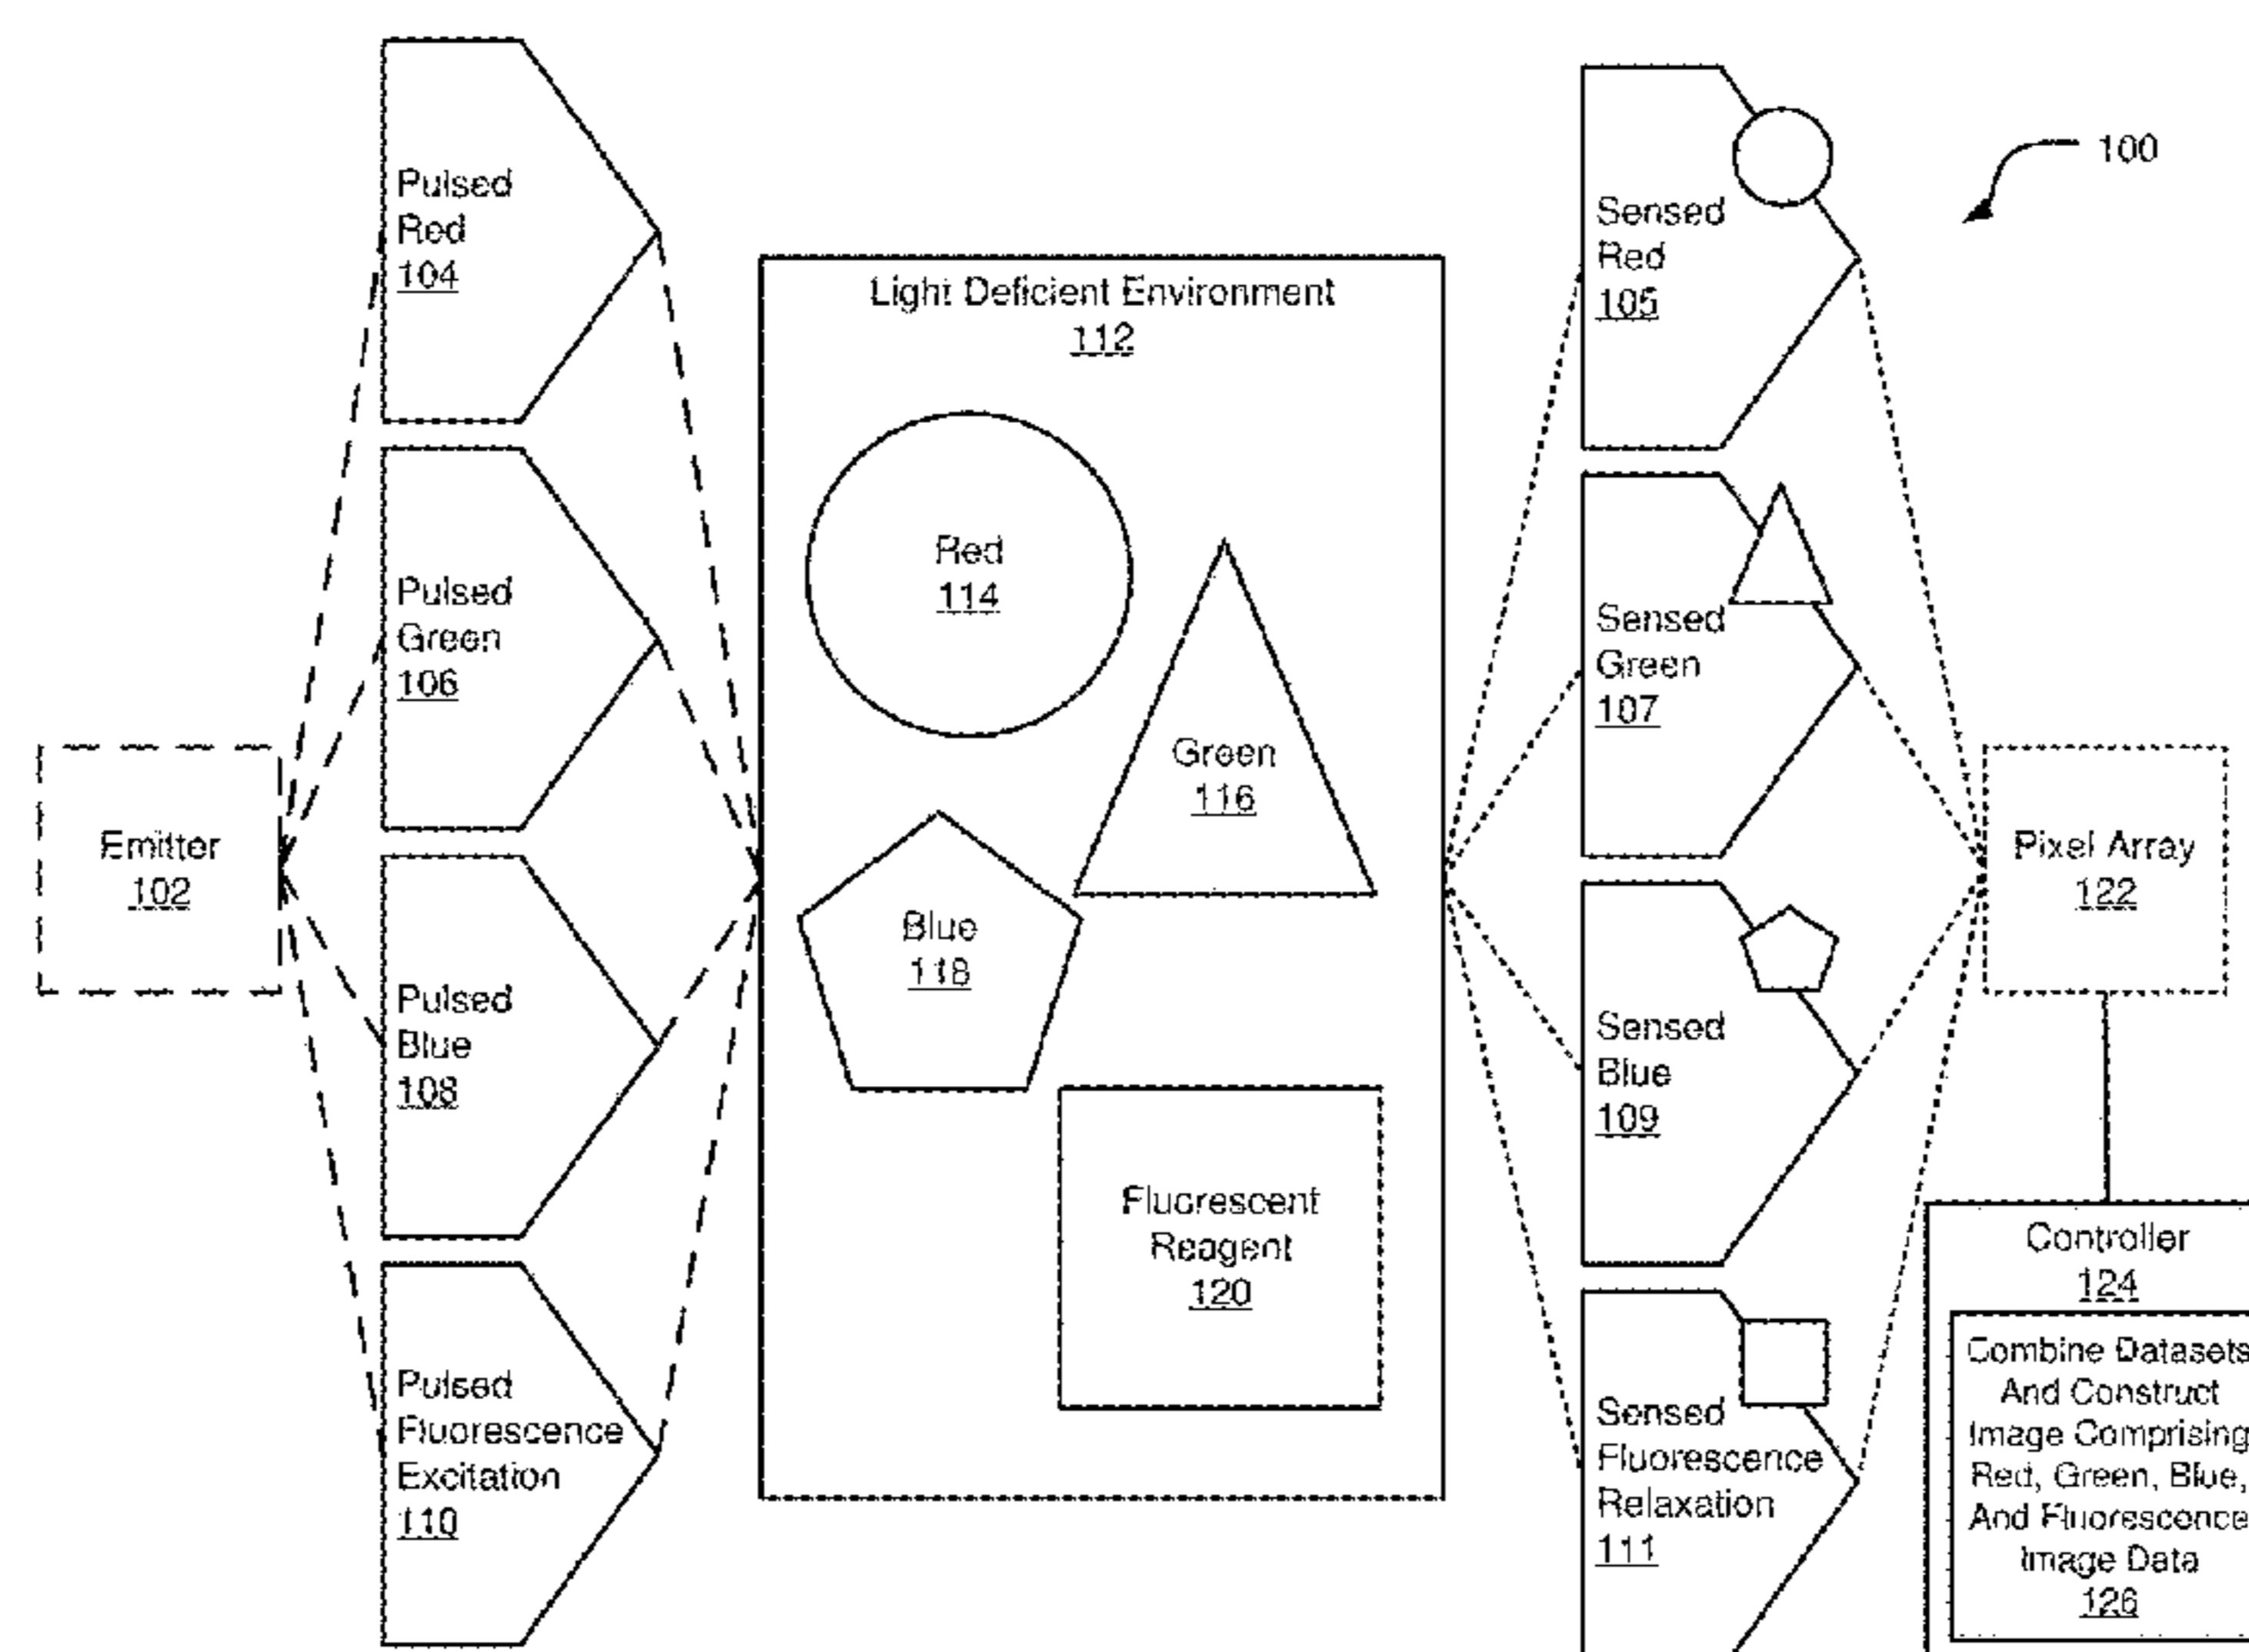 100
Pulsed
Red
104
Pulsed
Green
106
Emitter
102
Pulsed
Blue
108
Pulsed
Fluorescence
Excitation
110
Light Deficient Environment
112
Red
114
Green
116
Blue
118
Fluorescent
Reagent
120
Sensed
Red
105
Sensed
Green
107
Sensed
Blue
109
Sensed
Fluorescence
Relaxation
111
Pixel Array
122
Controller
124
Combine Datasets
And Construct
Image Comprising
Red, Green, Blue,
And Fluorescence
Image Data
126